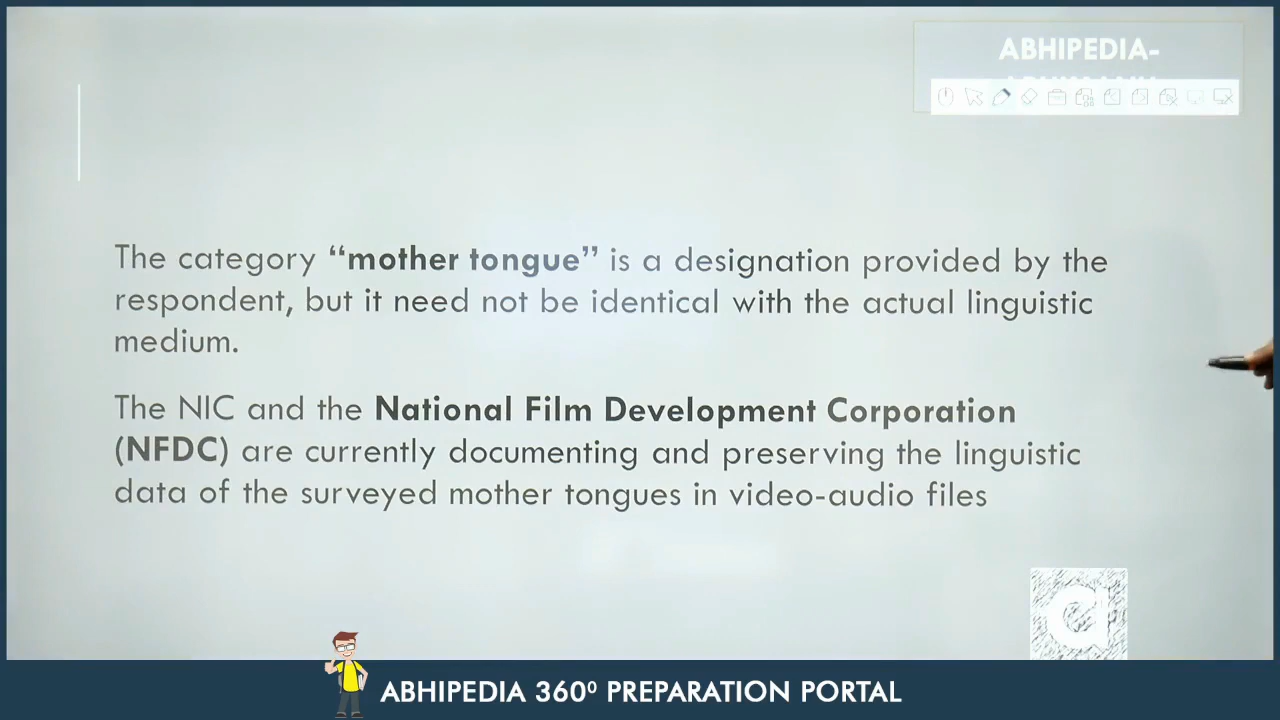 ABHIPEDIA-
The category “mother tongue” is a designation provided by the
respondent, but it need not be identical with the actual linguistic
medium.
The NIC and the National Film Development Corporation
(NFDC) are currently documenting and preserving the linguistic
data of the surveyed mother tongues in video-audio files
a
ABHIPEDIA 360⁰ PREPARATION PORTAL